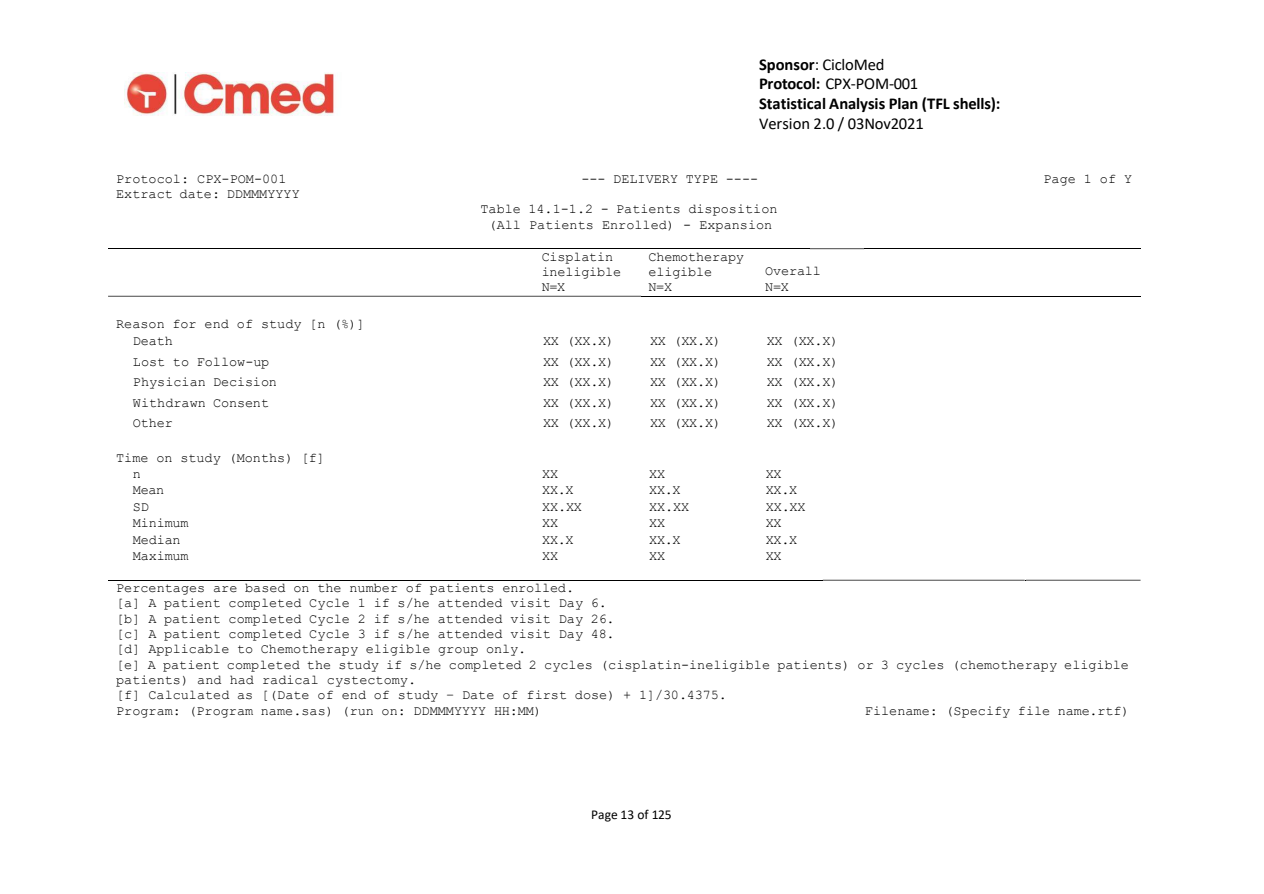 Cmed
Sponsor: CicloMed
Protocol: CPX-POM-001
Statistical Analysis Plan (TFL shells):
Version 2.0 / 03Nov2021
Protocol: CPX-POM-001 --- DELIVERY TYPE ---- Page 1 of Y
Extract date: DDMMMYYYY
Table 14.1-1.2 - Patients disposition
(All Patients Enrolled) - Expansion
Cisplatin Chemotherapy
ineligible eligible Overall
N=X N=X N=X
Reason for end of study [n (%)]
Death XX (XX.X) XX (XX.X) XX (XX.X)
Lost to Follow-up XX (XX.X) XX (XX.X) XX (XX.X)
Physician Decision XX (XX.X) XX (XX.X) XX (XX.X)
Withdrawn Consent XX (XX.X) XX (XX.X) XX (XX.X)
Other XX (XX.X) XX (XX.X) XX (XX.X)
Time on study (Months) [f]
n XX XX XX
Mean XX.X XX.X XX.X
SD XX.XX XX.XX XX.XX
Minimum XX XX XX
Median XX.X XX.X XX.X
Maximum XX XX XX
Percentages are based on the number of patients enrolled.
[a] A patient completed Cycle 1 if s/he attended visit Day 6.
[b] A patient completed Cycle 2 if s/he attended visit Day 26.
[c] A patient completed Cycle 3 if s/he attended visit Day 48.
[d] Applicable to Chemotherapy eligible group only.
[e] A patient completed the study if s/he completed 2 cycles (cisplatin-ineligible patients) or 3 cycles (chemotherapy eligible
patients) and had radical cystectomy.
[f] Calculated as [(Date of end of study – Date of first dose) + 1]/30.4375.
Program: (Program name.sas) (run on: DDMMMYYYY HH:MM) Filename: (Specify file name.rtf)
Page 13 of 125